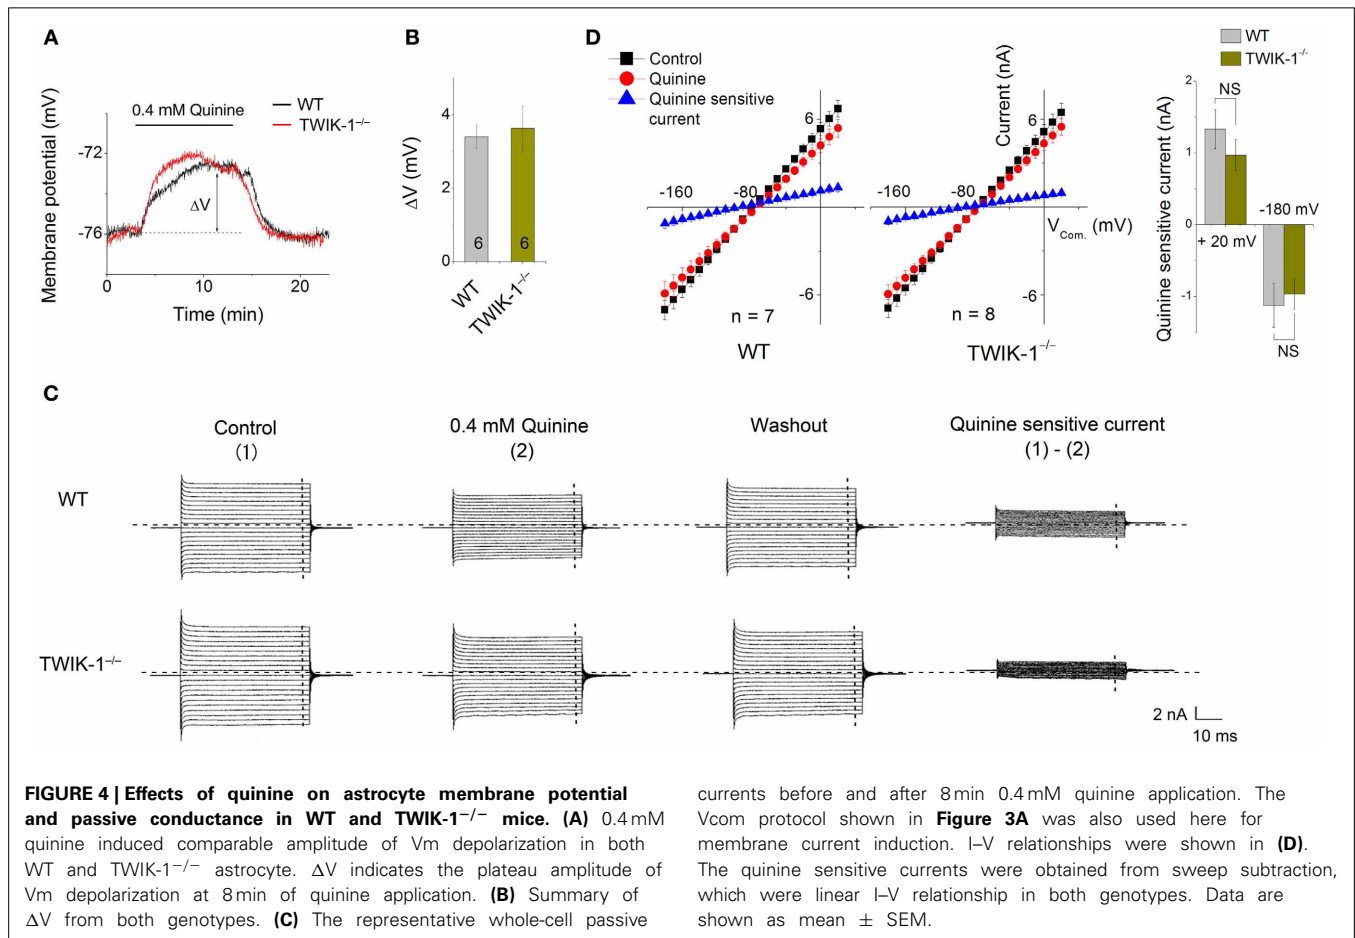 A
0.4 mM Quinine
WT
TWIK-1⁻/⁻
Membrane potential (mV)
-72
-76
ΔV
0
10
20
Time (min)
B
ΔV (mV)
4
2
0
6
6
WT
TWIK-1⁻/⁻
D
Control
Quinine
Quinine sensitive
current
6
-160
-80
-6
n = 7
WT
Current (nA)
6
-160
-80
V Com. (mV)
-6
n = 8
TWIK-1⁻/⁻
WT
TWIK-1⁻/⁻
Quinine sensitive current (nA)
2
1
0
-1
NS
-180 mV
+ 20 mV
NS
C
Control
(1)
0.4 mM Quinine
(2)
Washout
Quinine sensitive current
(1) - (2)
WT
TWIK-1⁻/⁻
2 nA
10 ms
FIGURE 4 | Effects of quinine on astrocyte membrane potential
and passive conductance in WT and TWIK-1⁻/⁻ mice. (A) 0.4 mM
quinine induced comparable amplitude of Vm depolarization in both
WT and TWIK-1⁻/⁻ astrocyte. ΔV indicates the plateau amplitude of
Vm depolarization at 8 min of quinine application. (B) Summary of
ΔV from both genotypes. (C) The representative whole-cell passive
currents before and after 8 min 0.4 mM quinine application. The
Vcom protocol shown in Figure 3A was also used here for
membrane current induction. I–V relationships were shown in (D).
The quinine sensitive currents were obtained from sweep subtraction,
which were linear I–V relationship in both genotypes. Data are
shown as mean ± SEM.